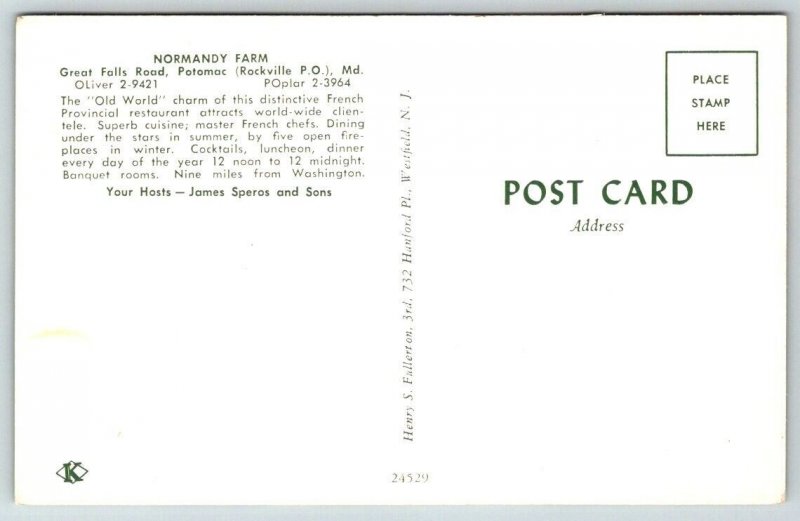 NORMANDY FARM
Great Falls Road, Potomac (Rockville P.O.), Md.
OLiver 2-9421 POplar 2-3964
The "Old World" charm of this distinctive French
Provincial restaurant attracts world-wide clien-
tele. Superb cuisine; master French chefs. Dining
under the stars in summer, by five open fire-
places in winter. Cocktails, luncheon, dinner
every day of the year 12 noon to 12 midnight.
Banquet rooms. Nine miles from Washington.
Your Hosts — James Speros and Sons
K
Henry S. Fullerton, 3rd, 732 Hanford Pl., Westfield, N. J.
24529
PLACE
STAMP
HERE
POST CARD
Address